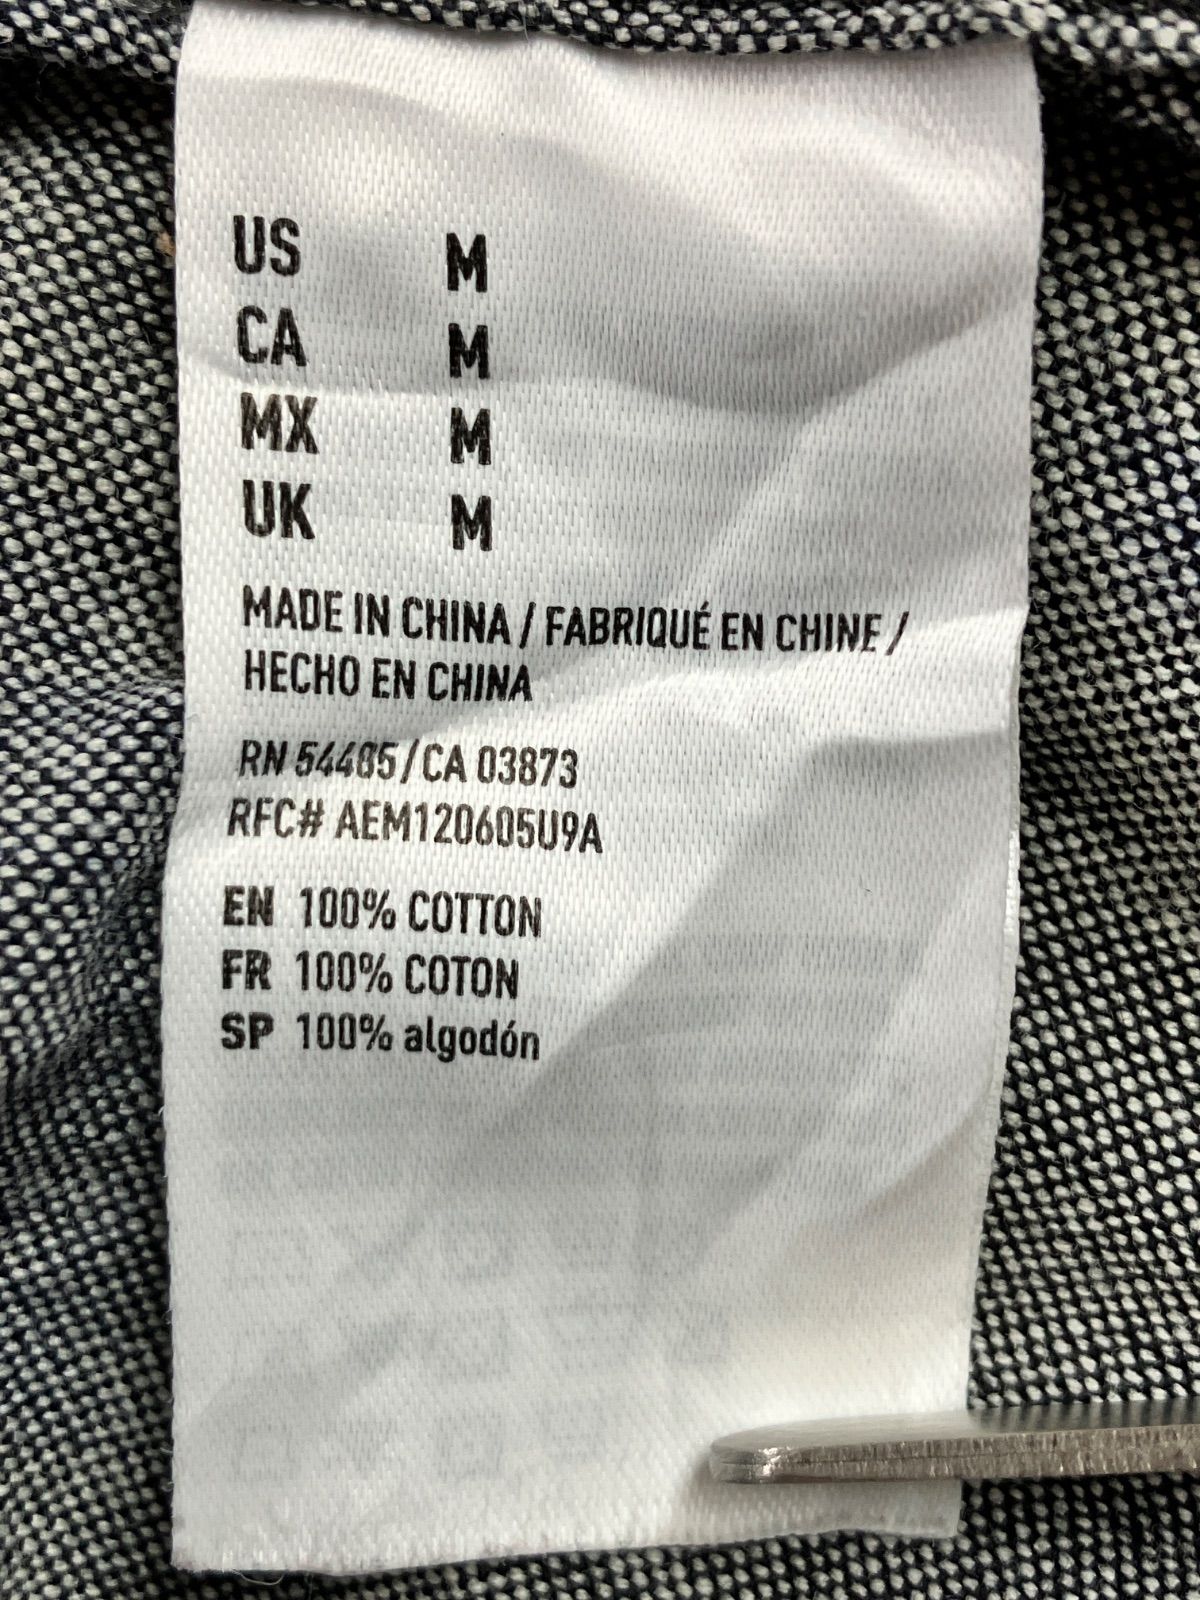 US M
CA M
MX M
UK M
MADE IN CHINA / FABRIQUÉ EN CHINE /
HECHO EN CHINA
RN 54485/CA 03873
RFC# AEM120605U9A
EN 100% COTTON
FR 100% COTON
SP 100% algodón